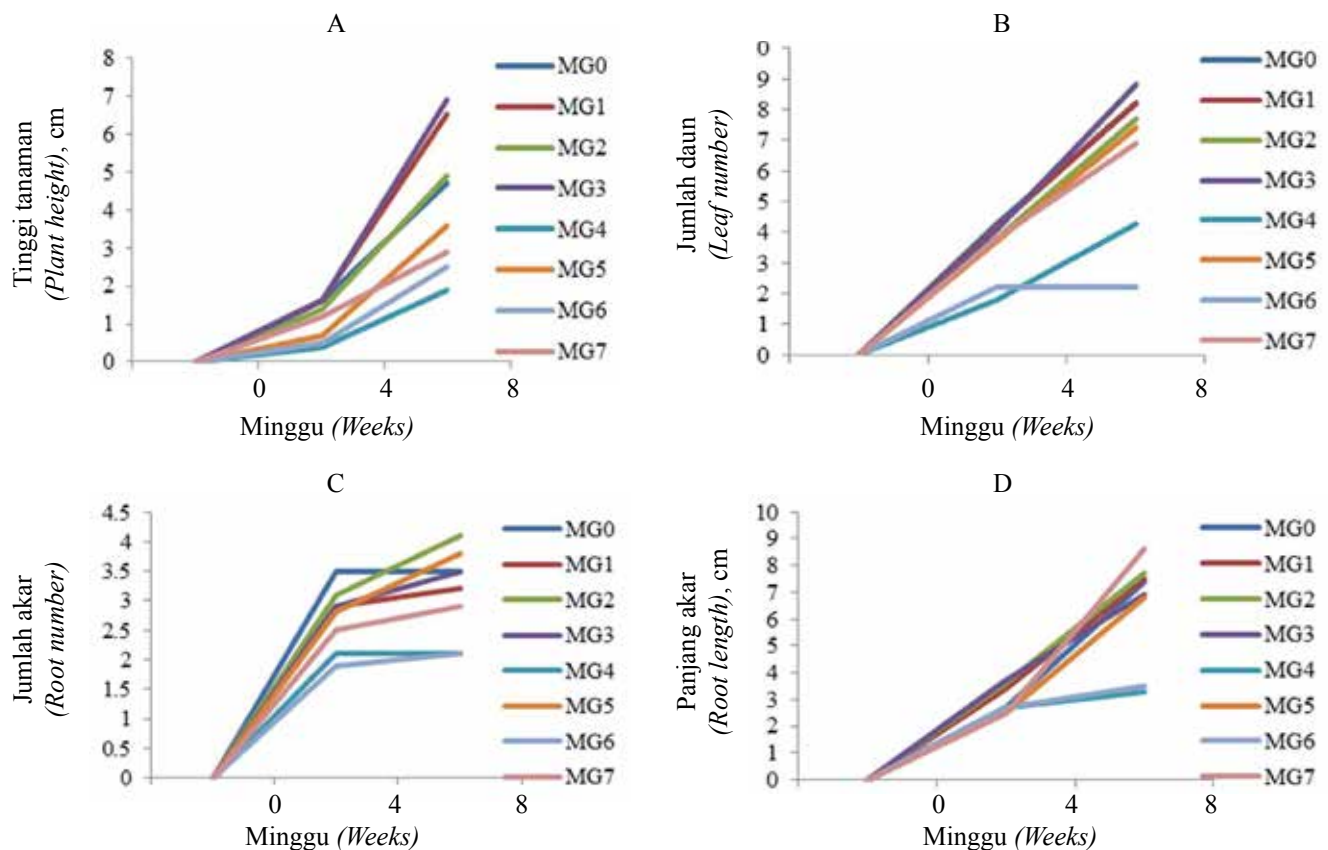 A
Tinggi tanaman
(Plant height), cm
8
7
6
5
4
3
2
1
0
0
4
8
Minggu (Weeks)
MG0
MG1
MG2
MG3
MG4
MG5
MG6
MG7
B
Jumlah daun
(Leaf number)
0
9
8
7
6
5
4
3
2
1
0
0
4
8
Minggu (Weeks)
MG0
MG1
MG2
MG3
MG4
MG5
MG6
MG7
C
Jumlah akar
(Root number)
4.5
4
3.5
3
2.5
2
1.5
1
0.5
0
0
4
8
Minggu (Weeks)
MG0
MG1
MG2
MG3
MG4
MG5
MG6
MG7
D
Panjang akar
(Root length), cm
10
9
8
7
6
5
4
3
2
1
0
0
4
8
Minggu (Weeks)
MG0
MG1
MG2
MG3
MG4
MG5
MG6
MG7